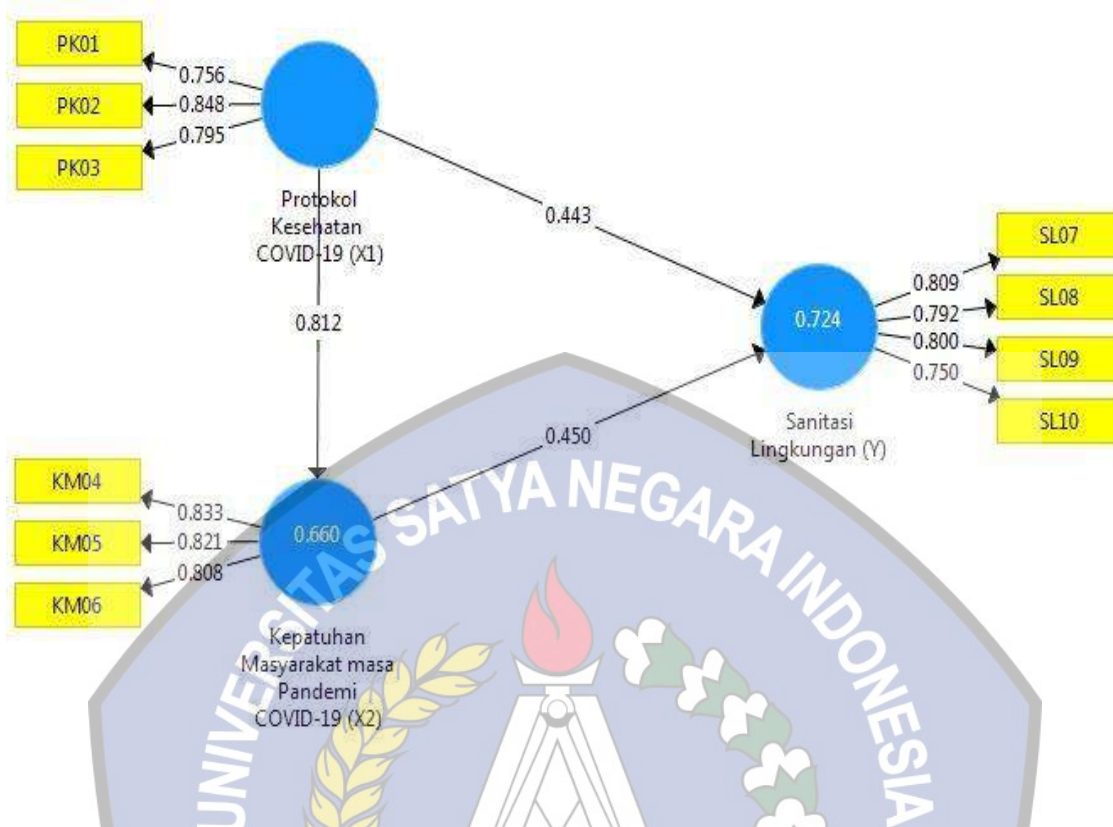 PK01
PK02
PK03
0.756
0.848
0.795
Protokol
Kesehatan
COVID-19 (X1)
0.443
0.812
SL07
SL08
SL09
SL10
0.809
0.792
0.800
0.750
0.724
Sanitasi
Lingkungan (Y)
0.450
KM04
KM05
KM06
0.833
0.821
0.808
0.660
Kepatuhan
Masyarakat masa
Pandemi
COVID-19 (X2)
UNIVERSITAS SATYA NEGARA INDONESIA